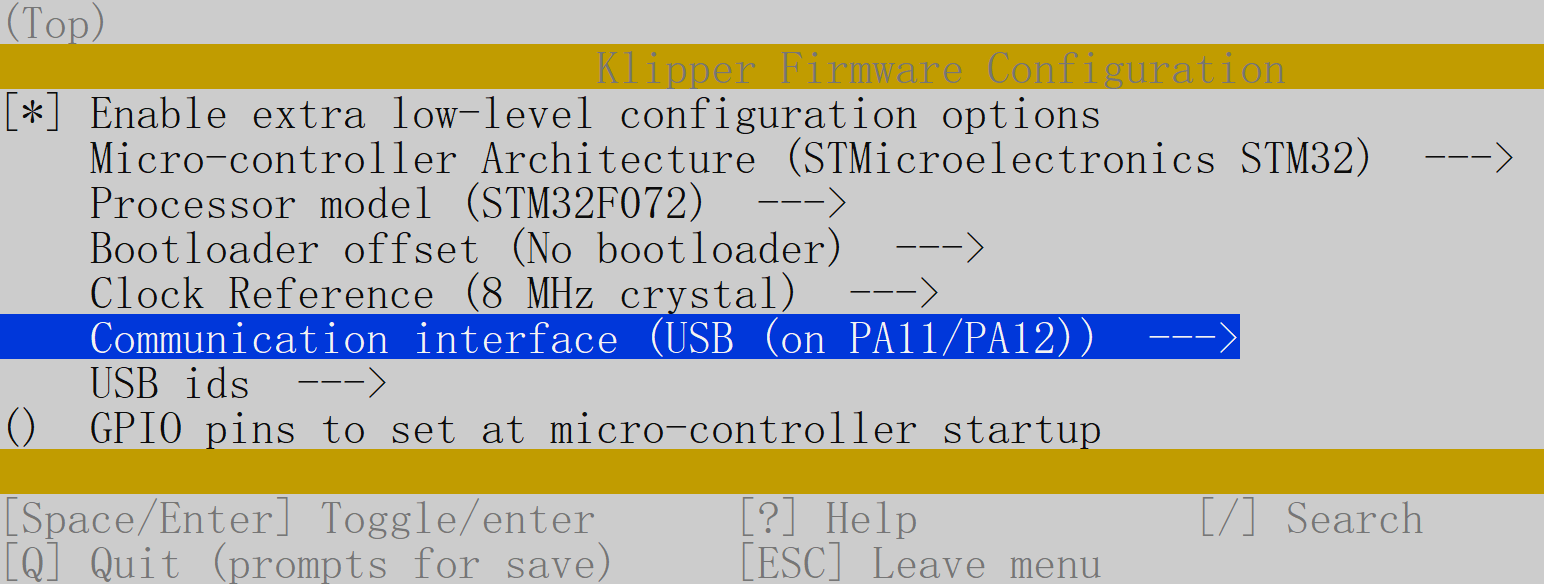 (Top)
Klipper Firmware Configuration
[*] Enable extra low-level configuration options
Micro-controller Architecture (STMicroelectronics STM32) --->
Processor model (STM32F072) --->
Bootloader offset (No bootloader) --->
Clock Reference (8 MHz crystal) --->
Communication interface (USB (on PA11/PA12)) --->
USB ids --->
() GPIO pins to set at micro-controller startup
[Space/Enter] Toggle/enter [?] Help [/] Search
[Q] Quit (prompts for save) [ESC] Leave menu